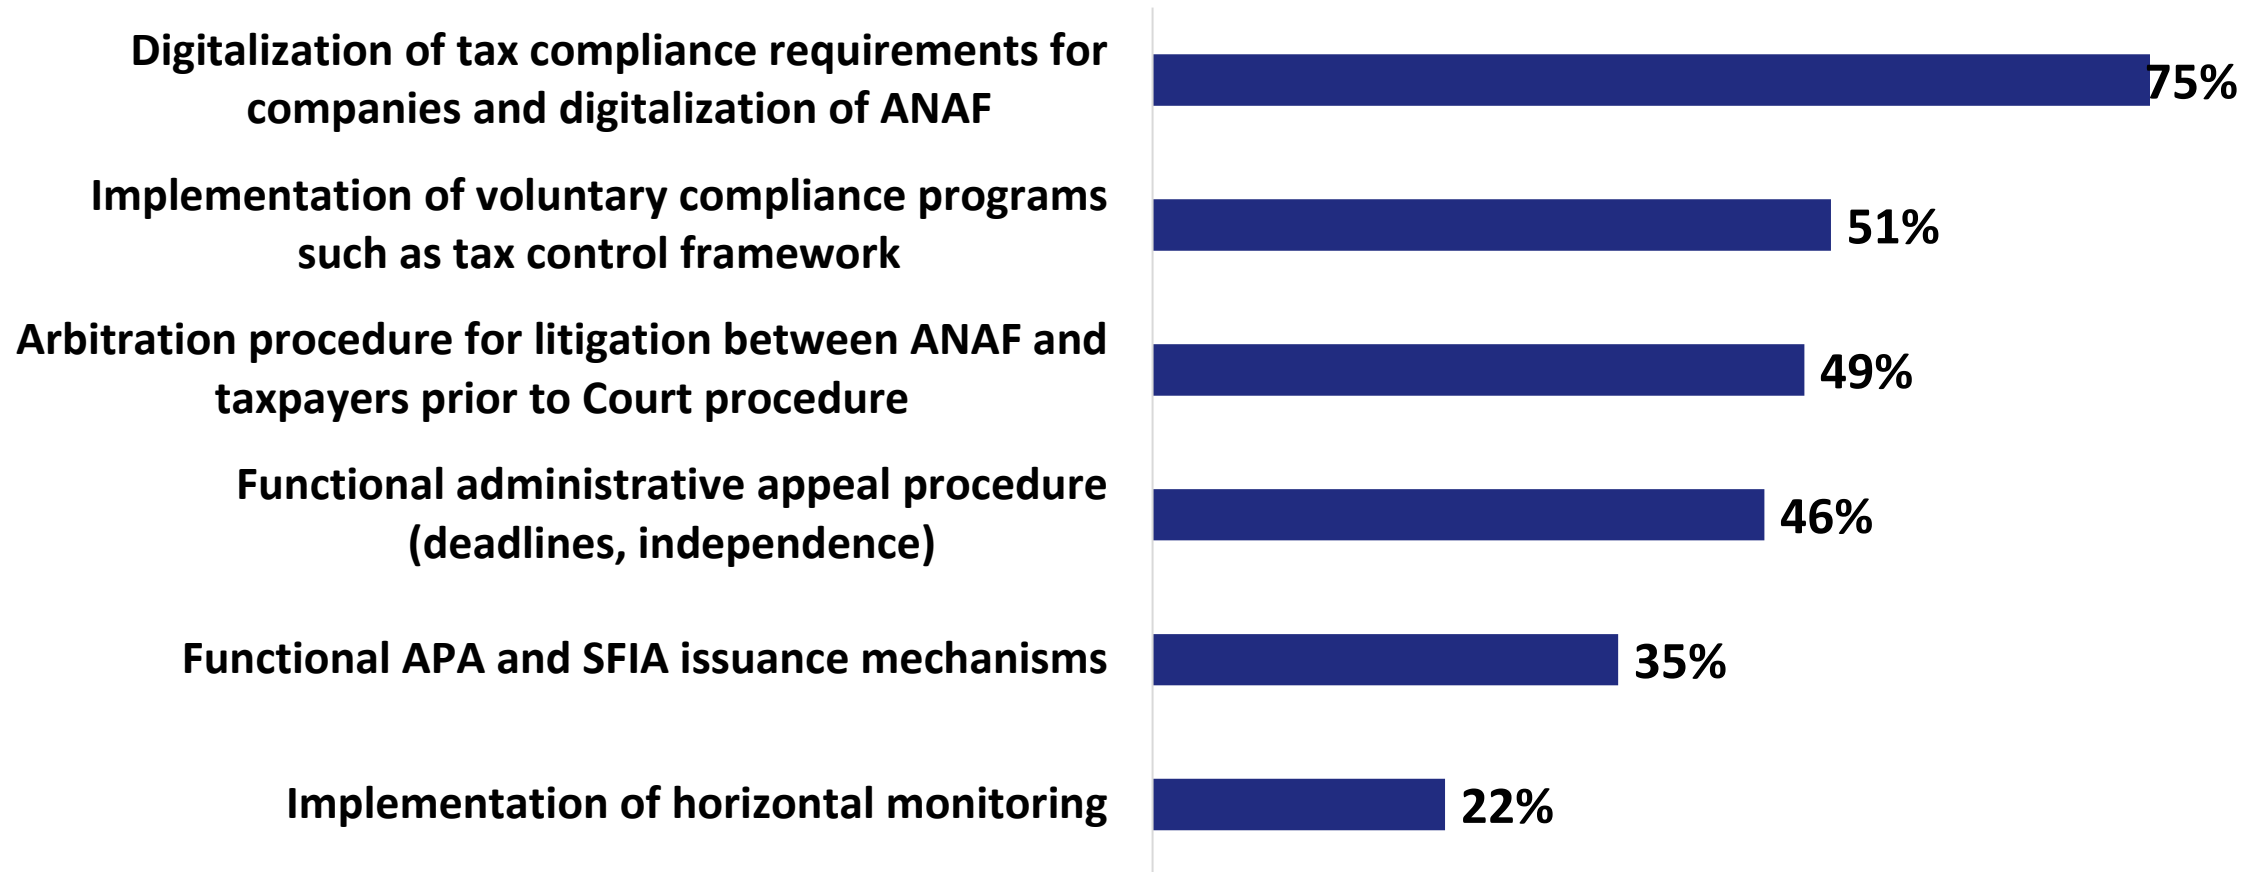 Digitalization of tax compliance requirements for
companies and digitalization of ANAF
75%
Implementation of voluntary compliance programs
such as tax control framework
51%
Arbitration procedure for litigation between ANAF and
taxpayers prior to Court procedure
49%
Functional administrative appeal procedure
(deadlines, independence)
46%
Functional APA and SFIA issuance mechanisms
35%
Implementation of horizontal monitoring
22%